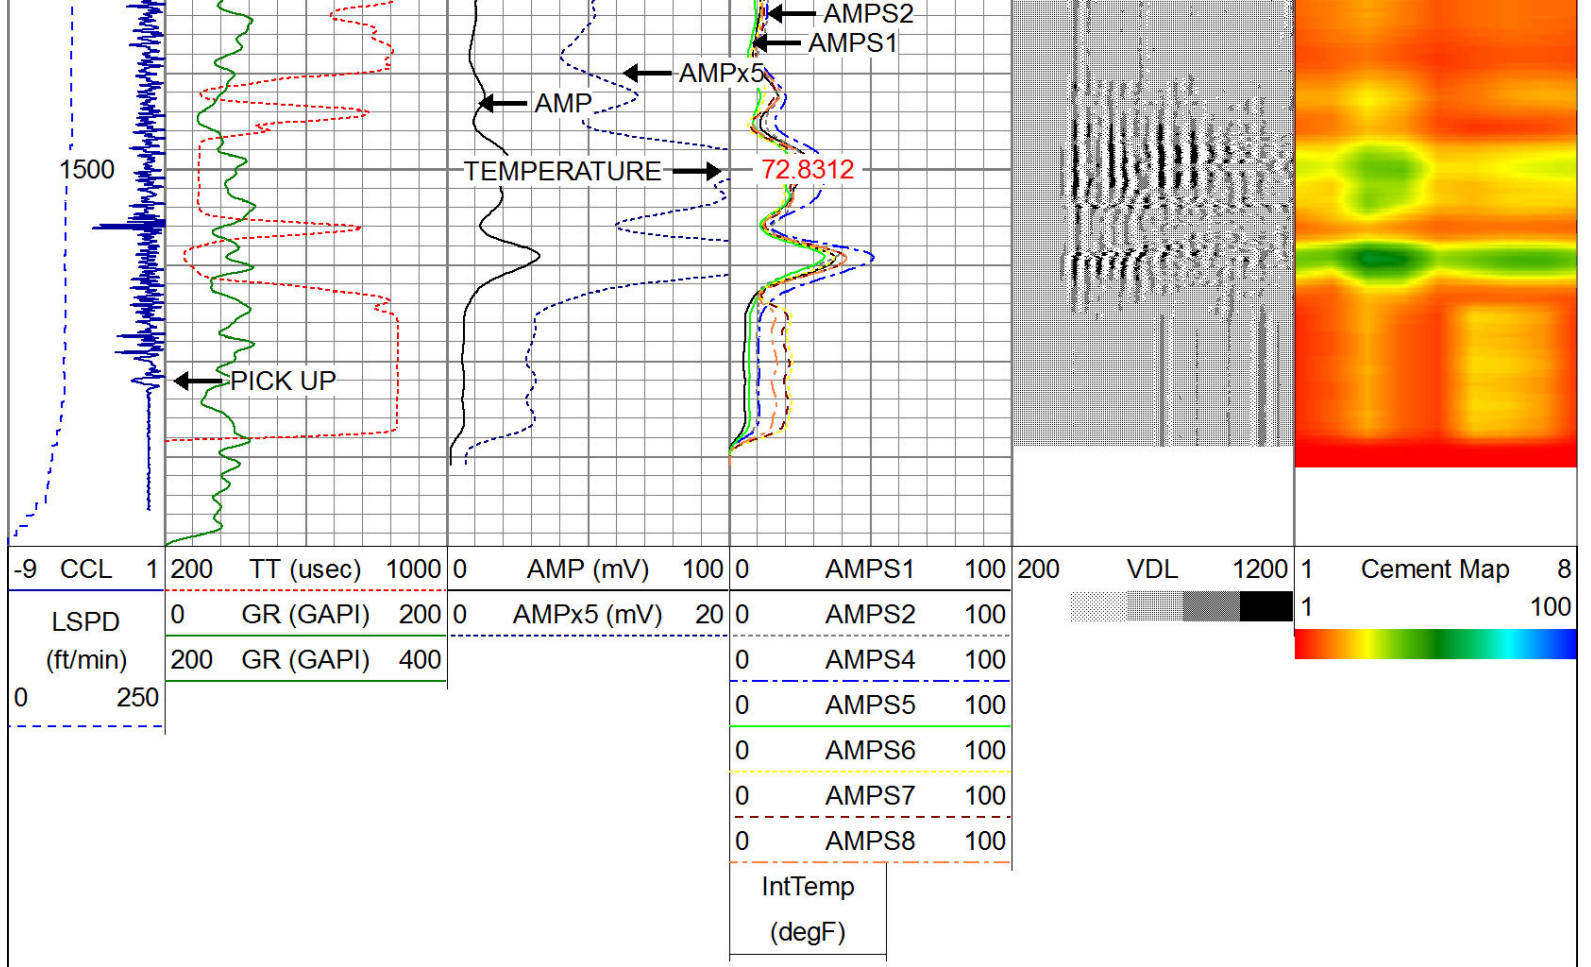 AMPS2
AMPS1
AMPx5
AMP
1500
TEMPERATURE
72.8312
PICK UP
-9 CCL 1
LSPD
(ft/min)
0 250
200 TT (usec) 1000
0 GR (GAPI) 200
200 GR (GAPI) 400
0 AMP (mV) 100
0 AMPx5 (mV) 20
0 AMPS1 100
0 AMPS2 100
0 AMPS4 100
0 AMPS5 100
0 AMPS6 100
0 AMPS7 100
0 AMPS8 100
IntTemp
(degF)
200 VDL 1200
1 Cement Map 8
1 100